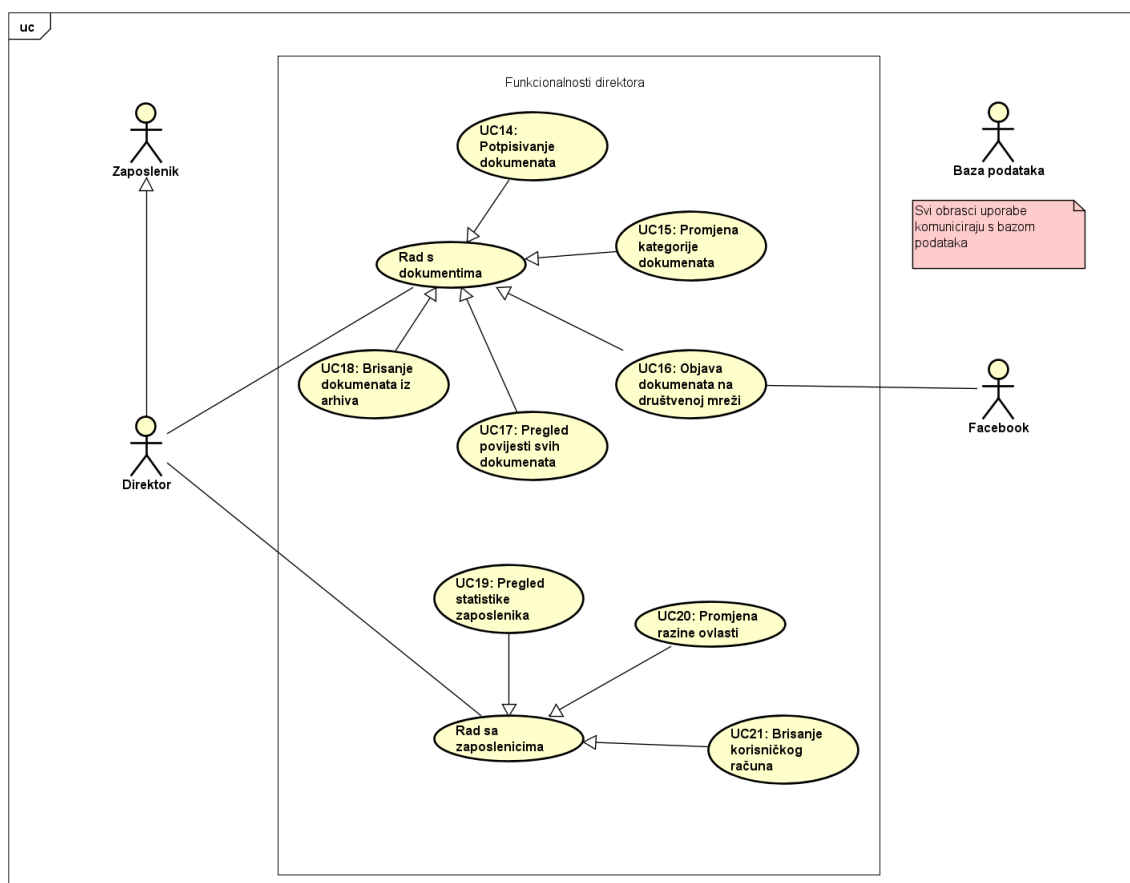 uc
Funkcionalnosti direktora
UC14:
Potpisivanje
dokumenata
Zaposlenik
Baza podataka
Svi obrasci uporabe
komuniciraju s bazom
podataka
UC15: Promjena
kategorije
dokumenata
Rad s
dokumentima
UC18: Brisanje
dokumenata iz
arhiva
UC16: Objava
dokumenata na
društvenoj mreži
UC17: Pregled
povijesti svih
dokumenata
Facebook
Direktor
UC19: Pregled
statistike
zaposlenika
UC20: Promjena
razine ovlasti
Rad sa
zaposlenicima
UC21: Brisanje
korisničkog
računa